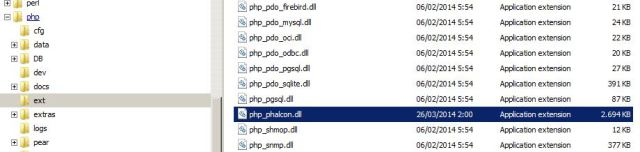 perl
php
cfg
data
DB
dev
docs
ext
extras
logs
pear
php_pdo_firebird.dll 06/02/2014 5:54 Application extension 21 KB
php_pdo_mysql.dll 06/02/2014 5:54 Application extension 24 KB
php_pdo_oci.dll 06/02/2014 5:54 Application extension 22 KB
php_pdo_odbc.dll 06/02/2014 5:54 Application extension 20 KB
php_pdo_pgsql.dll 06/02/2014 5:54 Application extension 27 KB
php_pdo_sqlite.dll 06/02/2014 5:54 Application extension 391 KB
php_pgsql.dll 06/02/2014 5:54 Application extension 87 KB
php_phalcon.dll 26/03/2014 2:00 Application extension 2.694 KB
php_shmop.dll 06/02/2014 5:54 Application extension 12 KB
php_snmp.dll 06/02/2014 5:54 Application extension 377 KB